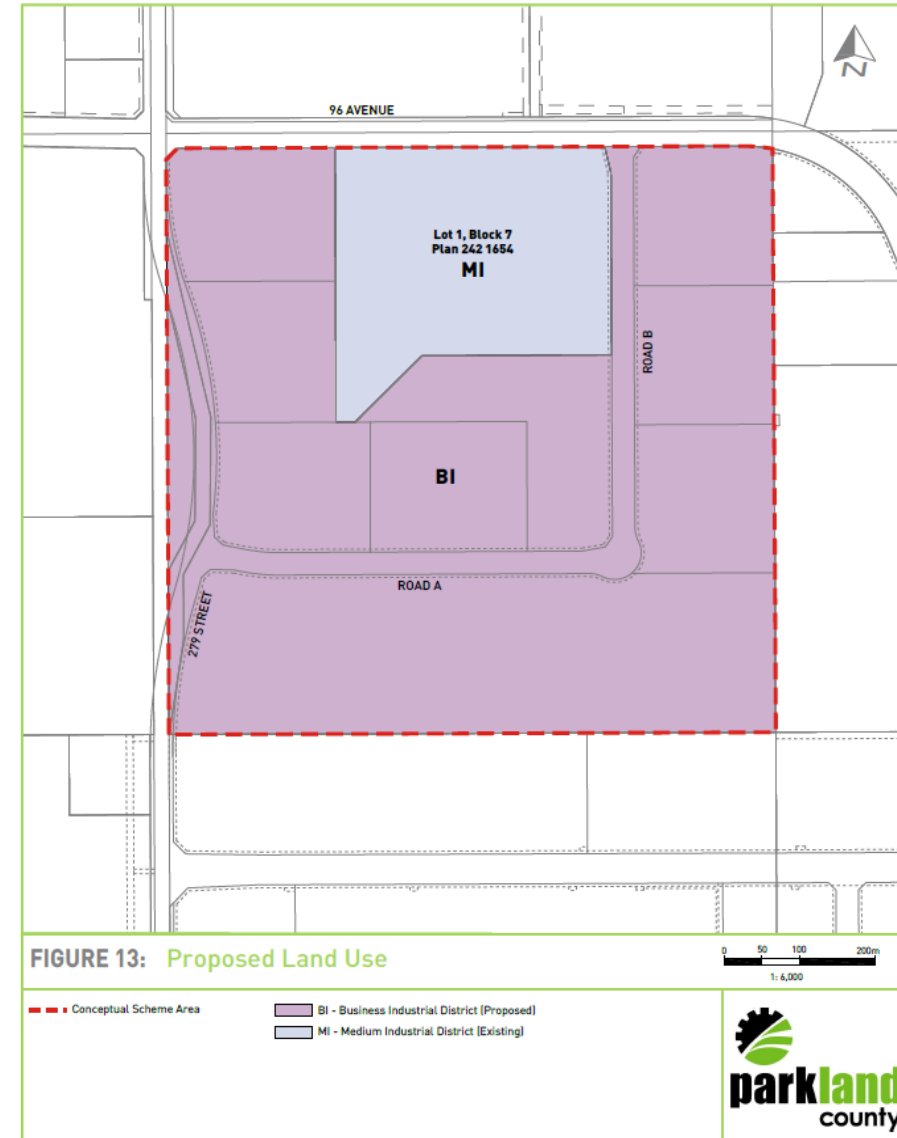 96 AVENUE
N
Lot 1, Block 7
Plan 242 1654
MI
ROAD B
BI
ROAD A
279 STREET
FIGURE 13: Proposed Land Use
0 50 100 200m
1: 6,000
Conceptual Scheme Area
BI - Business Industrial District (Proposed)
MI - Medium Industrial District (Existing)
parkland
county